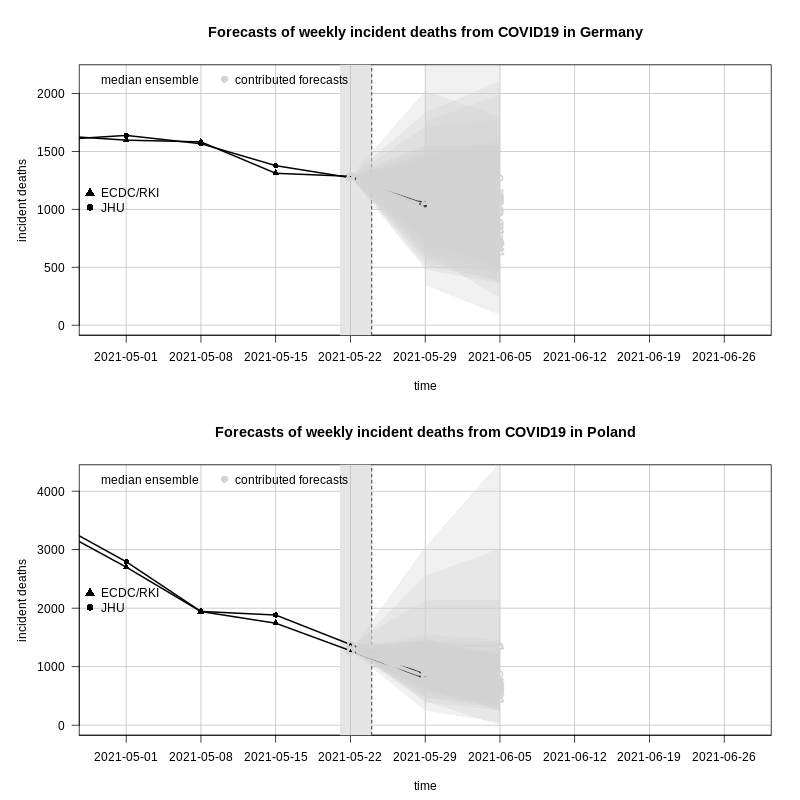 Forecasts of weekly incident deaths from COVID19 in Germany
median ensemble contributed forecasts
2000
1500
ECDC/RKI
JHU
1000
500
0
incident deaths
2021-05-01 2021-05-08 2021-05-15 2021-05-22 2021-05-29 2021-06-05 2021-06-12 2021-06-19 2021-06-26
time
Forecasts of weekly incident deaths from COVID19 in Poland
median ensemble contributed forecasts
4000
3000
ECDC/RKI
JHU
2000
1000
0
incident deaths
2021-05-01 2021-05-08 2021-05-15 2021-05-22 2021-05-29 2021-06-05 2021-06-12 2021-06-19 2021-06-26
time